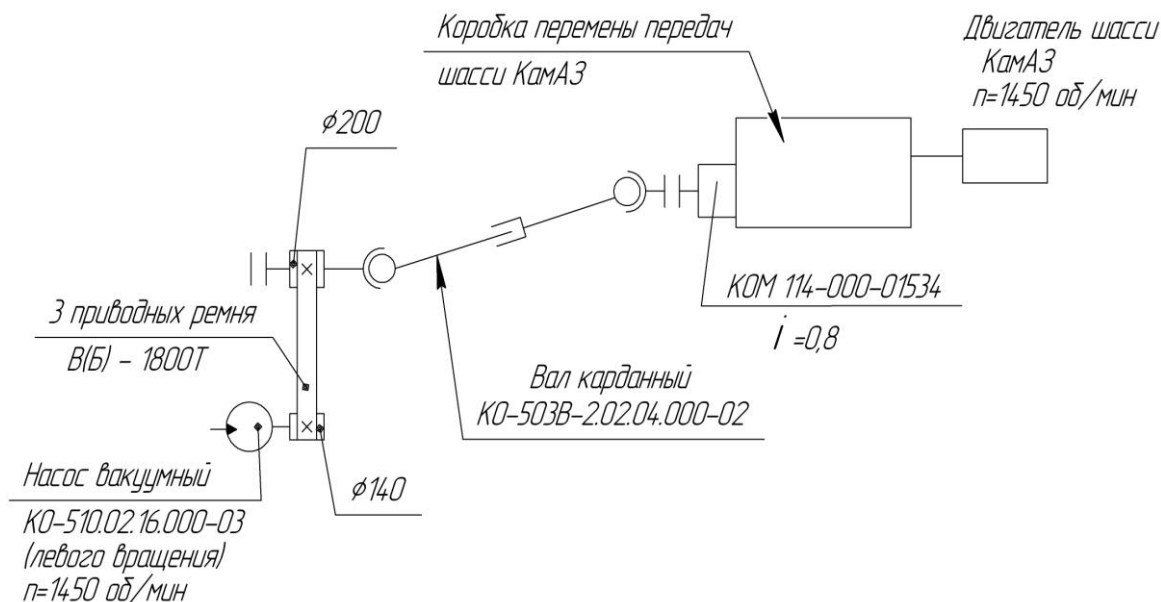 Коробка перемены передач
шасси КамАЗ
Двигатель шасси
КамАЗ
n=1450 об/мин
⌀200
КОМ 114-000-01534
i =0,8
3 приводных ремня
В(Б) - 1800Т
Вал карданный
КО-503В-2.02.04.000-02
Насос вакуумный
КО-510.02.16.000-03
(левого вращения)
n=1450 об/мин
⌀140